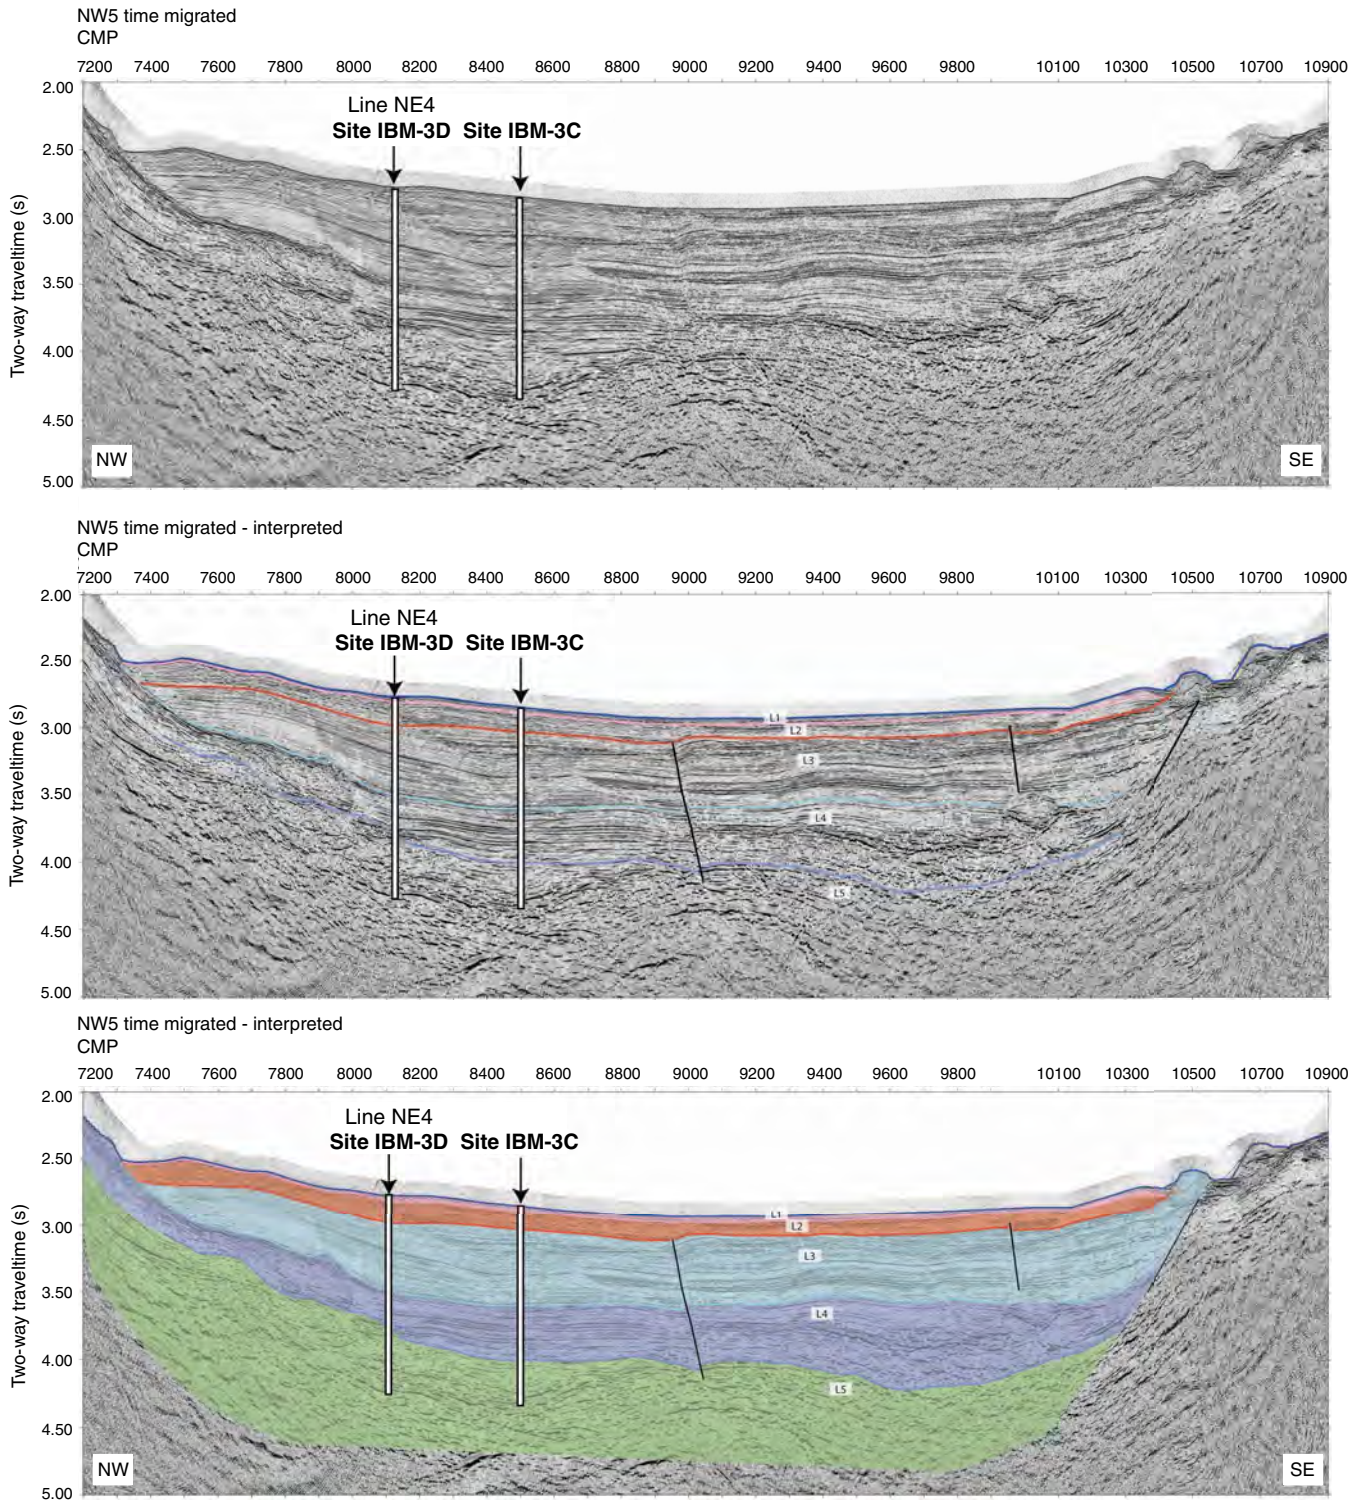 NW5 time migrated
CMP
7200 7400 7600 7800 8000 8200 8400 8600 8800 9000 9200 9400 9600 9800 10100 10300 10500 10700 10900
Line NE4
Site IBM-3D Site IBM-3C
2.00
2.50
3.00
3.50
4.00
4.50
5.00
Two-way traveltime (s)
NW
SE
NW5 time migrated - interpreted
CMP
7200 7400 7600 7800 8000 8200 8400 8600 8800 9000 9200 9400 9600 9800 10100 10300 10500 10700 10900
Line NE4
Site IBM-3D Site IBM-3C
2.00
2.50
3.00
3.50
4.00
4.50
5.00
Two-way traveltime (s)
L1
L2
L3
L4
L5
NW5 time migrated - interpreted
CMP
7200 7400 7600 7800 8000 8200 8400 8600 8800 9000 9200 9400 9600 9800 10100 10300 10500 10700 10900
Line NE4
Site IBM-3D Site IBM-3C
2.00
2.50
3.00
3.50
4.00
4.50
5.00
Two-way traveltime (s)
L1
L2
L3
L4
L5
NW
SE